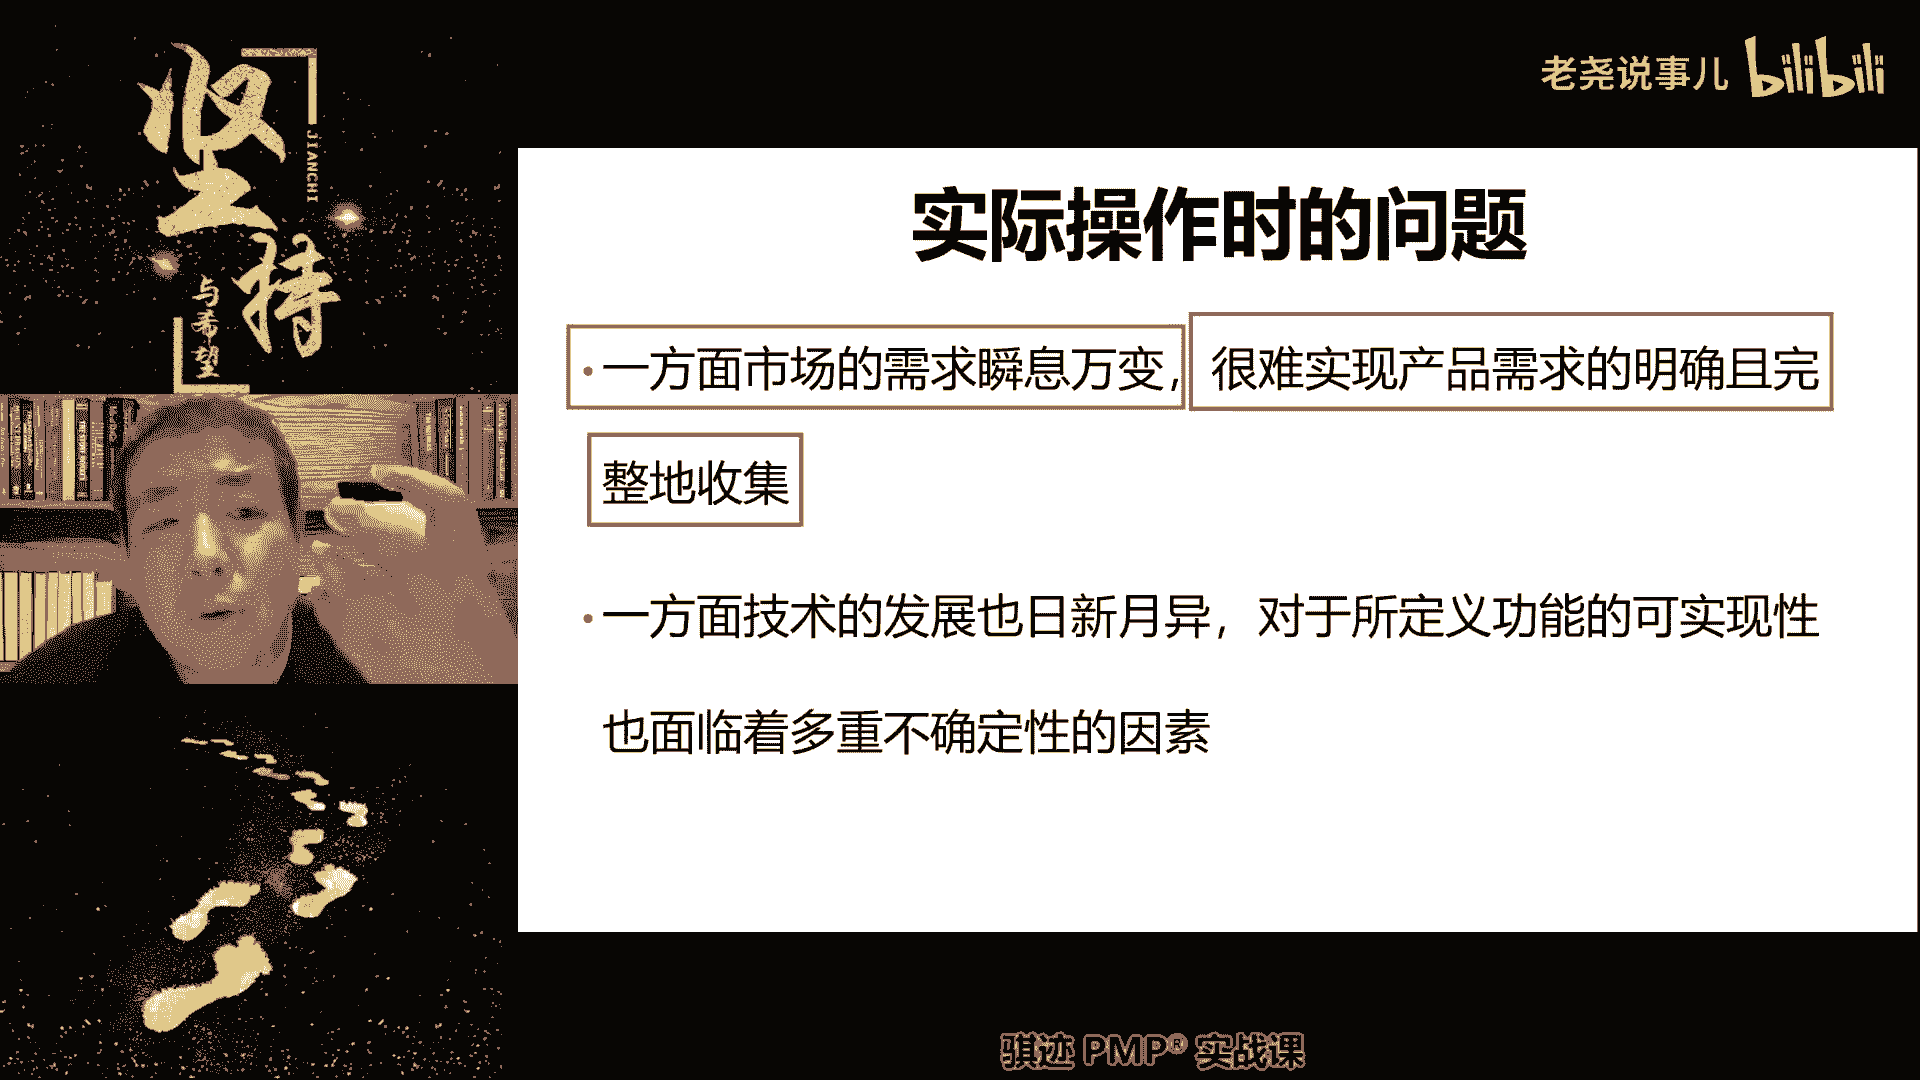 坚持
JIANCHI
与希望
老尧说事儿 bilibili
实际操作时的问题
·一方面市场的需求瞬息万变，很难实现产品需求的明确且完
整地收集
·一方面技术的发展也日新月异，对于所定义功能的可实现性
也面临着多重不确定性的因素
骐迹 PMP® 实战课